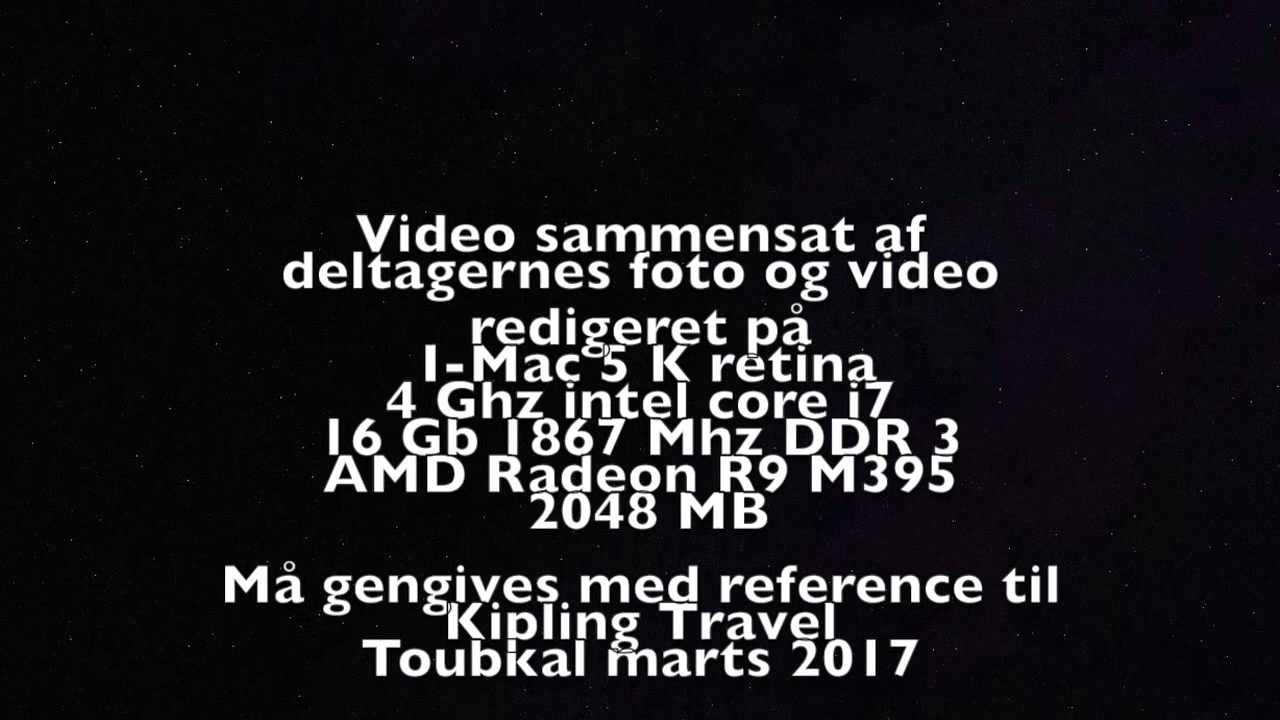 Video sammensat af
deltagernes foto og video
redigeret på
I-Mac 5 K retina
4 Ghz intel core i7
16 Gb 1867 Mhz DDR 3
AMD Radeon R9 M395
2048 MB
Må gengives med reference til
Kipling Travel
Toubkal marts 2017